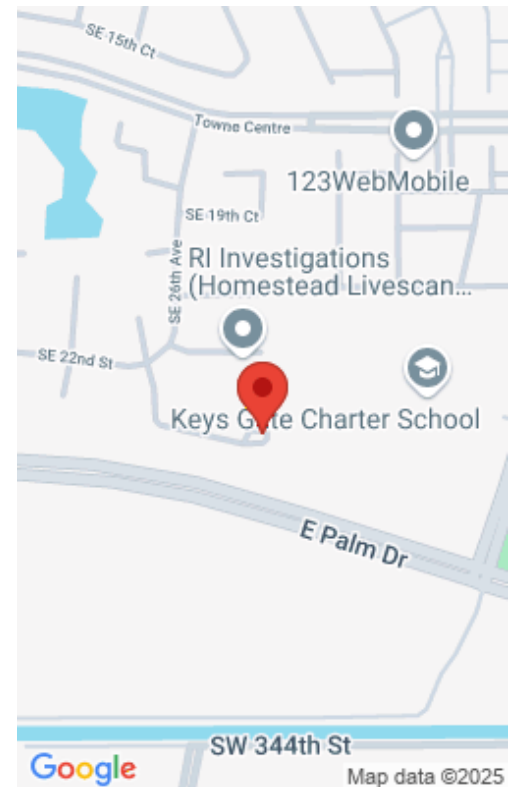 SE 15th Ct
Towne Centre
123WebMobile
SE 19th Ct
RI Investigations
(Homestead Livescan...
SE 26th Ave
SE 22nd St
Keys Gate Charter School
E Palm Dr
SW 344th St
Google
Map data ©2025